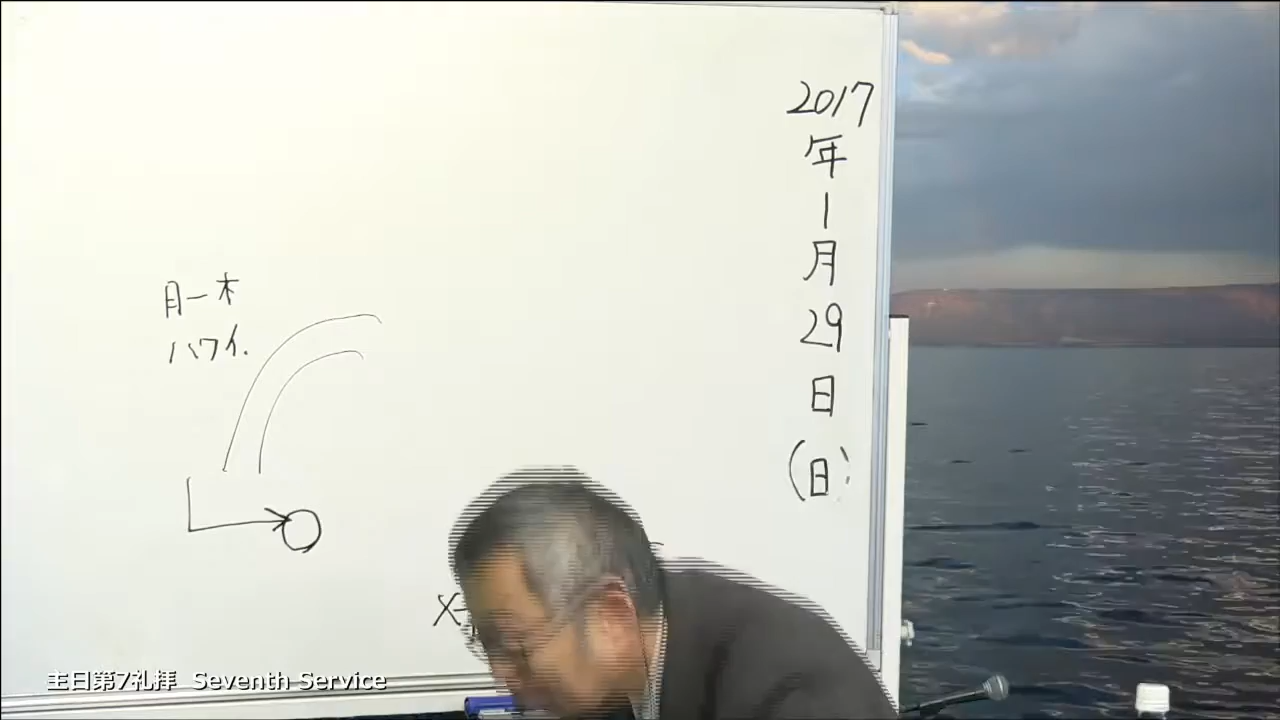 2017
年
1
月
29
日
(日)
月ー木
ハワイ.
主日第7礼拝 Seventh Service